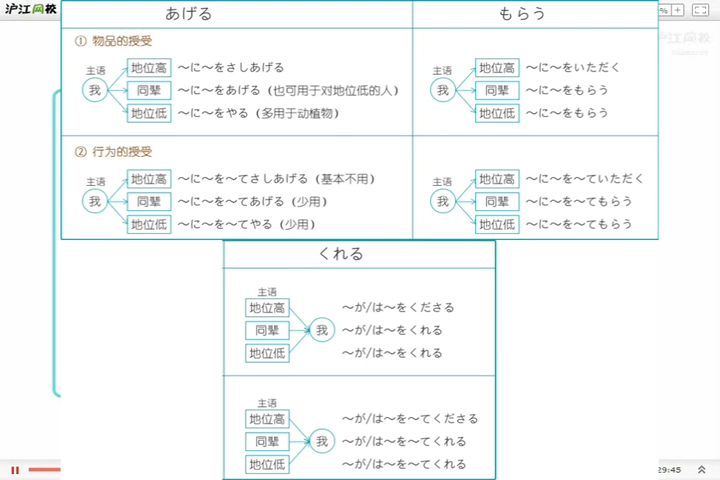 沪江网校
あげる
もらう
% +
沪江网校
① 物品的授受
主语
我
地位高 ～に～をさしあげる
同辈 ～に～をあげる（也可用于对地位低的人）
地位低 ～に～をやる（多用于动植物）
主语
我
地位高 ～に～をいただく
同辈 ～に～をもらう
地位低 ～に～をもらう
② 行为的授受
主语
我
地位高 ～に～を～てさしあげる（基本不用）
同辈 ～に～を～てあげる（少用）
地位低 ～に～を～てやる（少用）
主语
我
地位高 ～に～を～ていただく
同辈 ～に～を～てもらう
地位低 ～に～を～てもらう
くれる
主语
地位高
同辈
地位低
我
～が/は～をくださる
～が/は～をくれる
～が/は～をくれる
主语
地位高
同辈
地位低
我
～が/は～を～てくださる
～が/は～を～てくれる
～が/は～を～てくれる
29:45